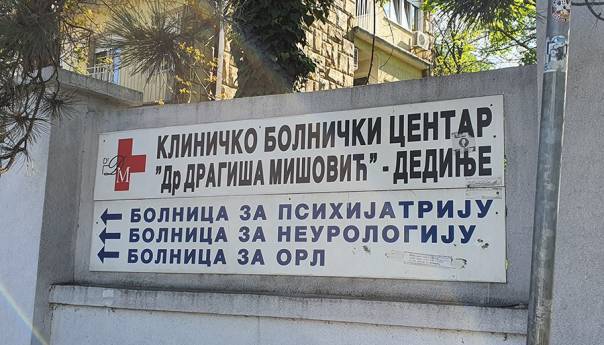 КЛИНИЧКО БОЛНИЧКИ ЦЕНТАР
"Др ДРАГИША МИШОВИЋ" - ДЕДИЊЕ
БОЛНИЦА ЗА ПСИХИЈАТРИЈУ
БОЛНИЦА ЗА НЕУРОЛОГИЈУ
БОЛНИЦА ЗА ОРЛ